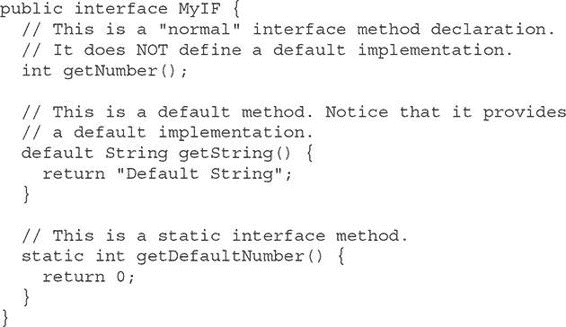 public interface MyIF {
  // This is a "normal" interface method declaration.
  // It does NOT define a default implementation.
  int getNumber();

  // This is a default method. Notice that it provides
  // a default implementation.
  default String getString() {
    return "Default String";
  }

  // This is a static interface method.
  static int getDefaultNumber() {
    return 0;
  }
}